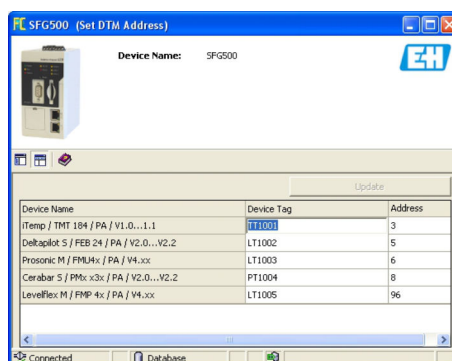 FC SFG500 (Set DTM Address)
Device Name: SFG500
EH
Update
Device Name Device Tag Address
iTemp / TMT 184 / PA / V1.0...1.1 TT1001 3
Deltapilot S / FEB 24 / PA / V2.0...V2.2 LT1002 5
Prosonic M / FMU4x / PA / V4.xx LT1003 6
Cerabar S / PMx x3x / PA / V2.0...V2.2 PT1004 8
Levelflex M / FMP 4x / PA / V4.xx LT1005 96
Connected Database